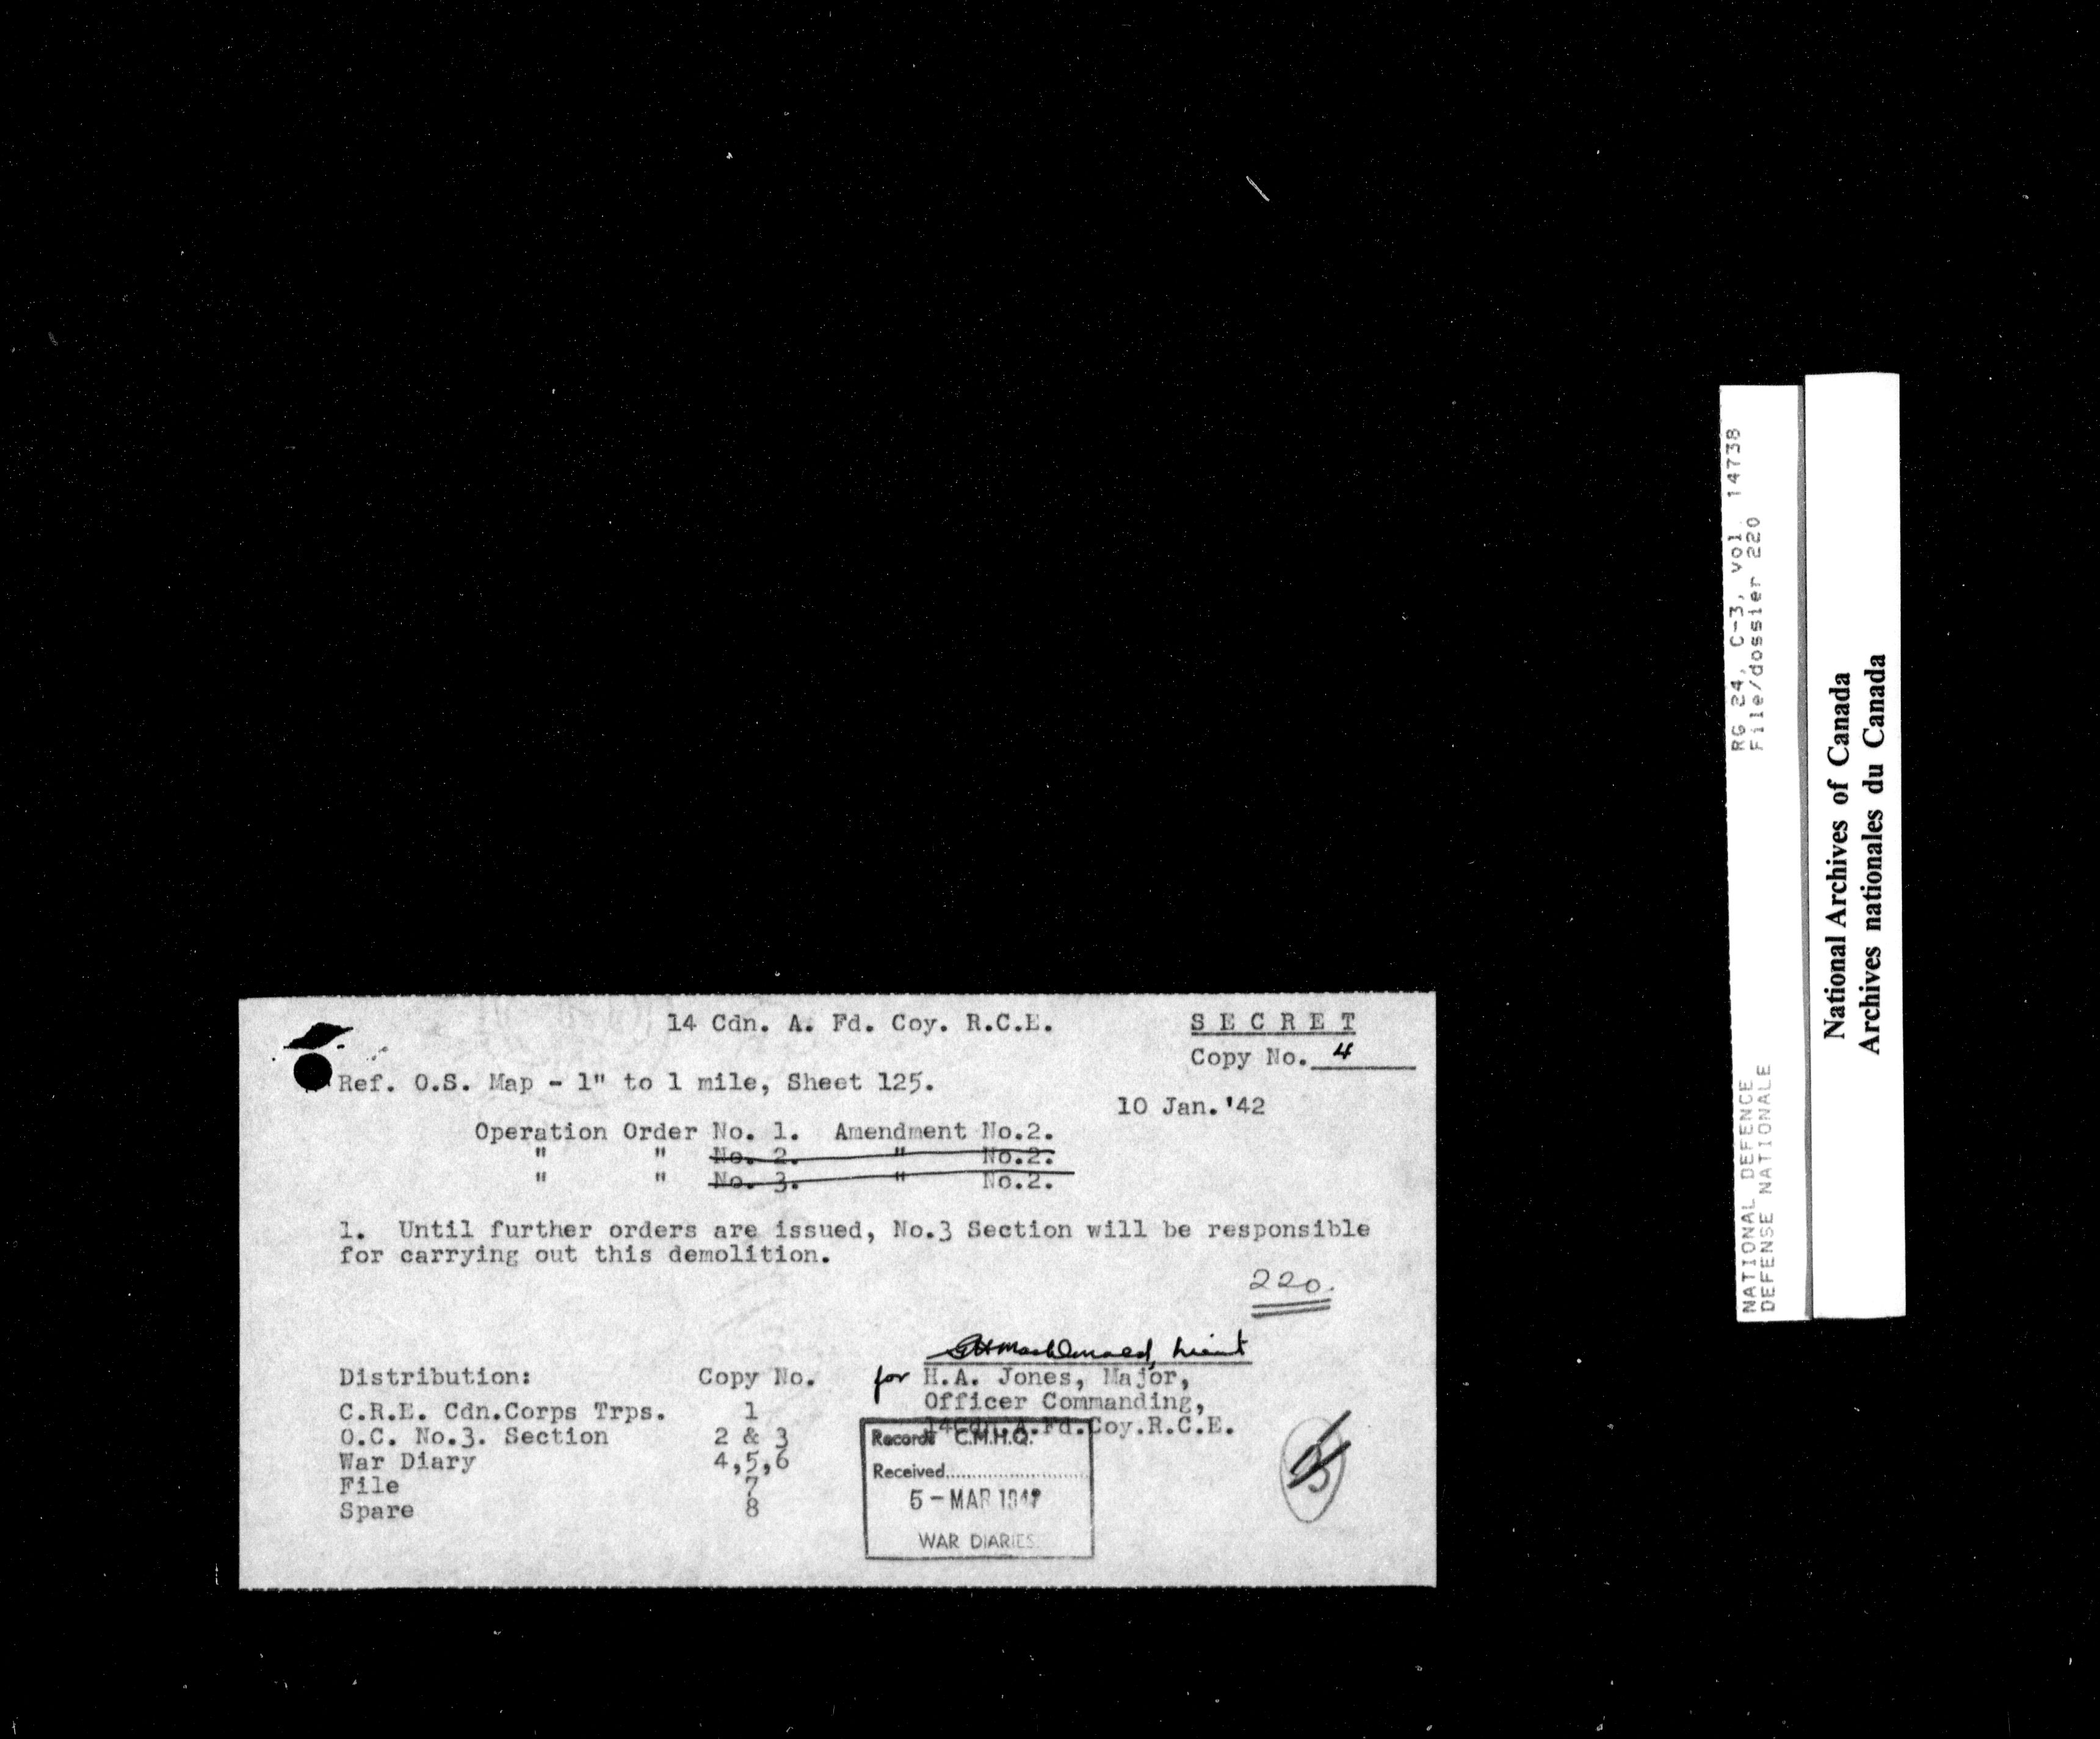 14 Cdn. A. Fd. Coy. R.C.E.
S E C R E T
Copy No. 4
Ref. O.S. Map - 1" to 1 mile, Sheet 125.
10 Jan.'42
Operation Order No. 1. Amendment No.2.
" " No. 2. " No.2.
" " No. 3. " No.2.
1. Until further orders are issued, No.3 Section will be responsible
for carrying out this demolition.
220.
MacDonald, Lieut
for H.A. Jones, Major,
Officer Commanding,
14Cdn.A.Fd.Coy.R.C.E.
Distribution: Copy No.
C.R.E. Cdn.Corps Trps. 1
O.C. No.3. Section 2 & 3
War Diary 4,5,6
File 7
Spare 8
Records C.M.H.Q.
Received
5 - MAR 194
WAR DIARIES
RG 24, C-3, vol. 14738
File/dossier 220
NATIONAL DEFENCE
DEFENSE NATIONALE
National Archives of Canada
Archives nationales du Canada